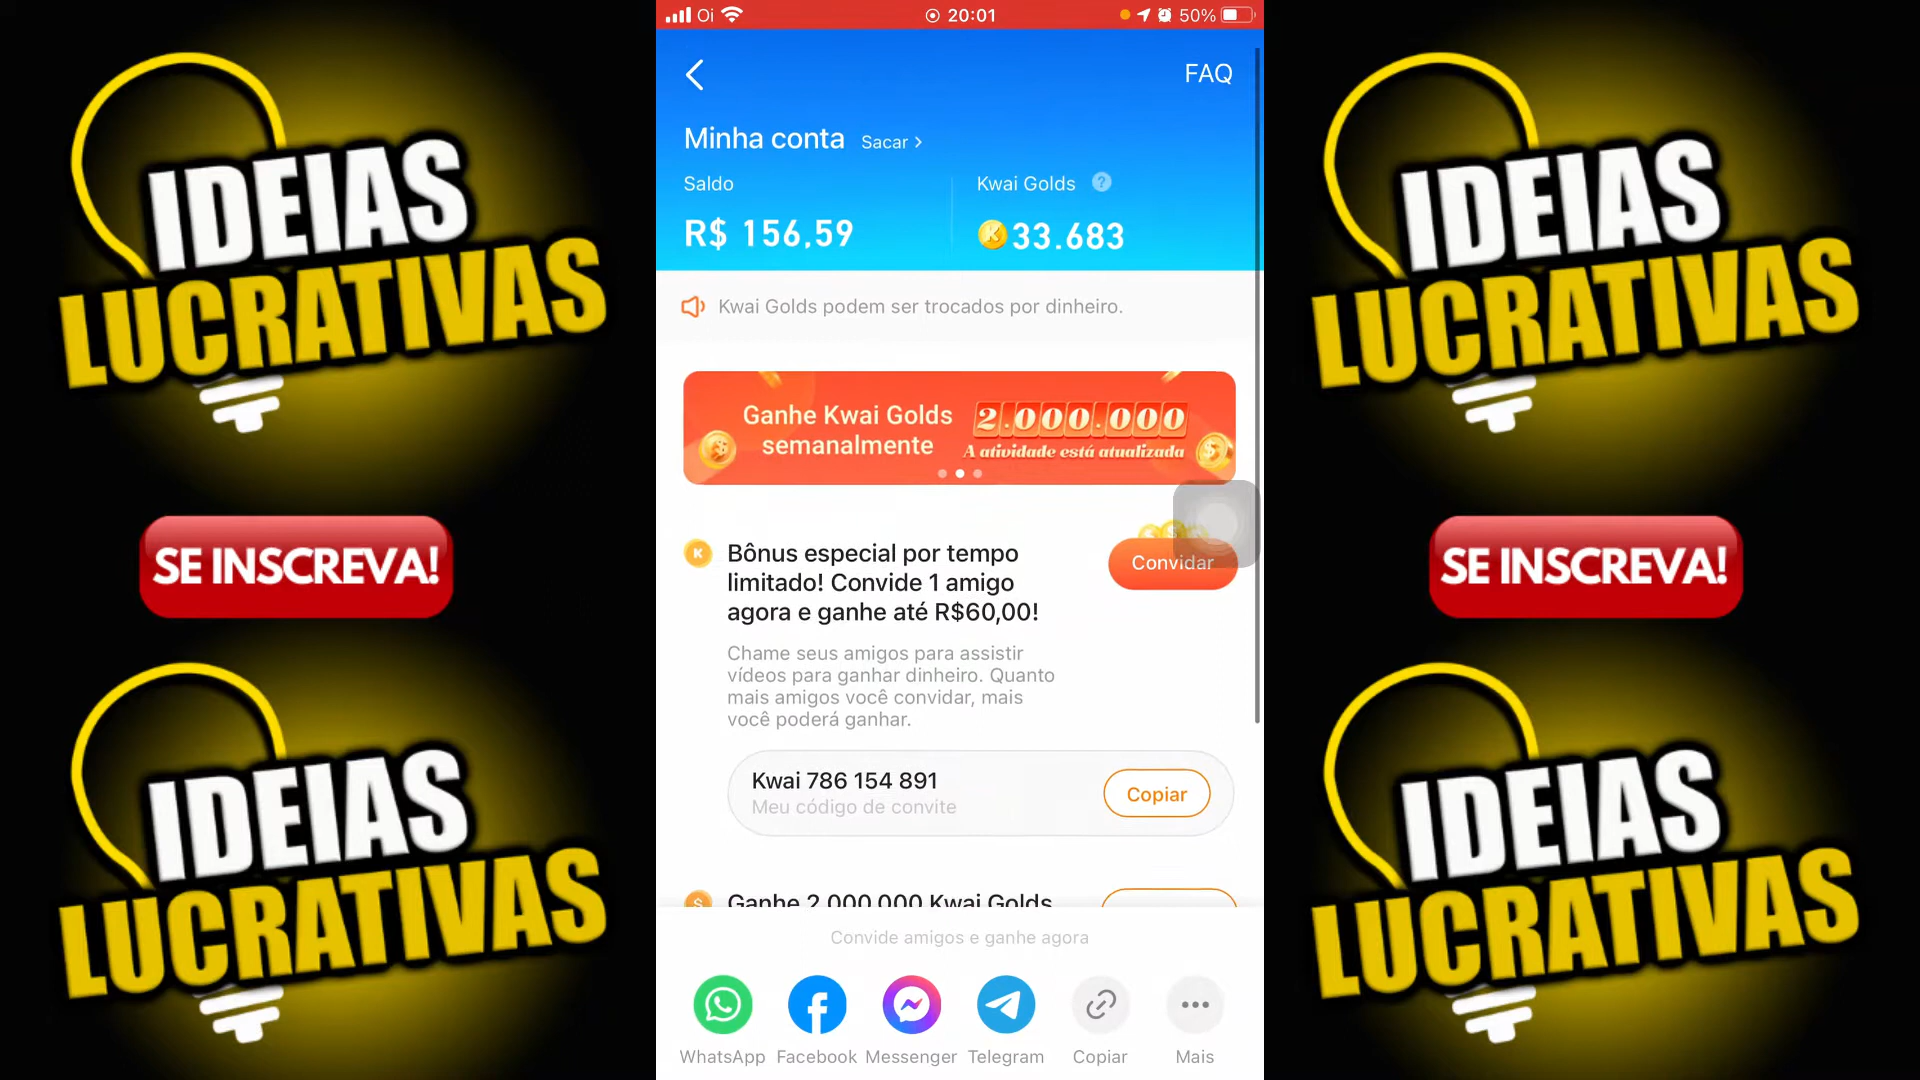 IDEIAS
LUCRATIVAS
SE INSCREVA!
IDEIAS
LUCRATIVAS
Oi
20:01
50%
FAQ
Minha conta Sacar >
Saldo
R$ 156,59
Kwai Golds ?
K 33.683
Kwai Golds podem ser trocados por dinheiro.
Ganhe Kwai Golds
semanalmente
2.000.000
A atividade está atualizada
K
Bônus especial por tempo
limitado! Convide 1 amigo
agora e ganhe até R$60,00!
Convidar
Chame seus amigos para assistir
vídeos para ganhar dinheiro. Quanto
mais amigos você convidar, mais
você poderá ganhar.
Kwai 786 154 891
Meu código de convite
Copiar
Ganhe 2.000.000 Kwai Golds
Convide amigos e ganhe agora
WhatsApp Facebook Messenger Telegram Copiar Mais
IDEIAS
LUCRATIVAS
SE INSCREVA!
IDEIAS
LUCRATIVAS